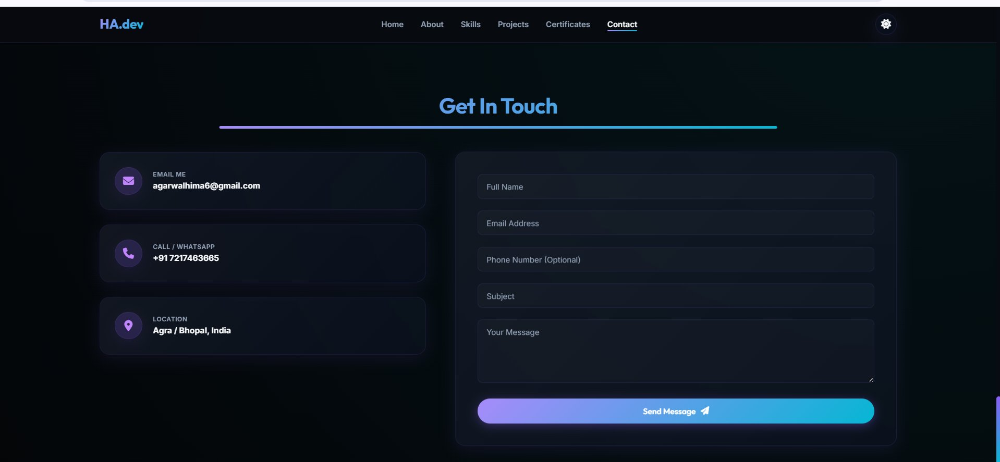 HA.dev
Home About Skills Projects Certificates Contact
Get In Touch
EMAIL ME
agarwalhima6@gmail.com
CALL / WHATSAPP
+91 7217463665
LOCATION
Agra / Bhopal, India
Full Name
Email Address
Phone Number (Optional)
Subject
Your Message
Send Message